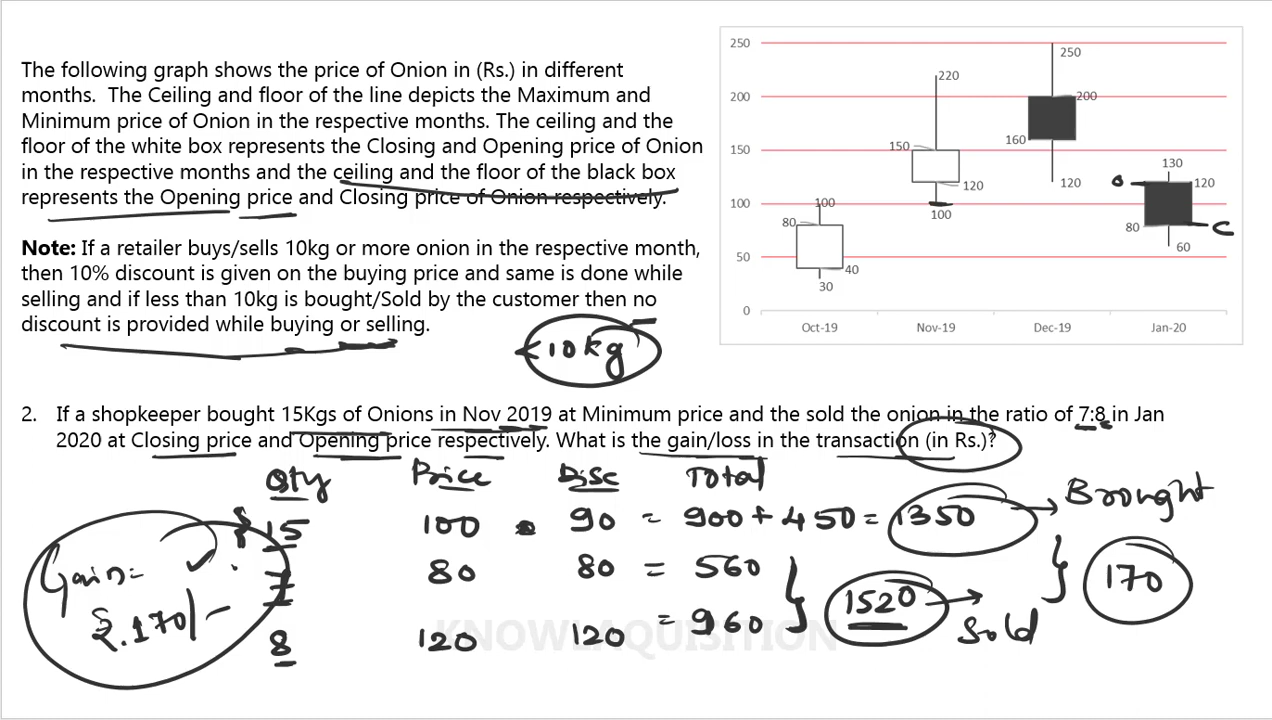 The following graph shows the price of Onion in (Rs.) in different
months. The Ceiling and floor of the line depicts the Maximum and
Minimum price of Onion in the respective months. The ceiling and the
floor of the white box represents the Closing and Opening price of Onion
in the respective months and the ceiling and the floor of the black box
represents the Opening price and Closing price of Onion respectively.
Note: If a retailer buys/sells 10kg or more onion in the respective month,
then 10% discount is given on the buying price and same is done while
selling and if less than 10kg is bought/Sold by the customer then no
discount is provided while buying or selling.
<10kg
250
200
150
100
50
0
100
80
40
30
220
150
120
100
250
200
160
120
130
120
80
60
O
C
Oct-19 Nov-19 Dec-19 Jan-20
2. If a shopkeeper bought 15Kgs of Onions in Nov 2019 at Minimum price and the sold the onion in the ratio of 7:8 in Jan
2020 at Closing price and Opening price respectively. What is the gain/loss in the transaction (in Rs.)?
Qty Price Disc Total
15 100 90 = 900 + 450 = 1350 → Brought
7 80 80 = 560
8 120 120 = 960
1520 → Sold
170
Gain =
₹.170/-
KNOWLAQUISITION